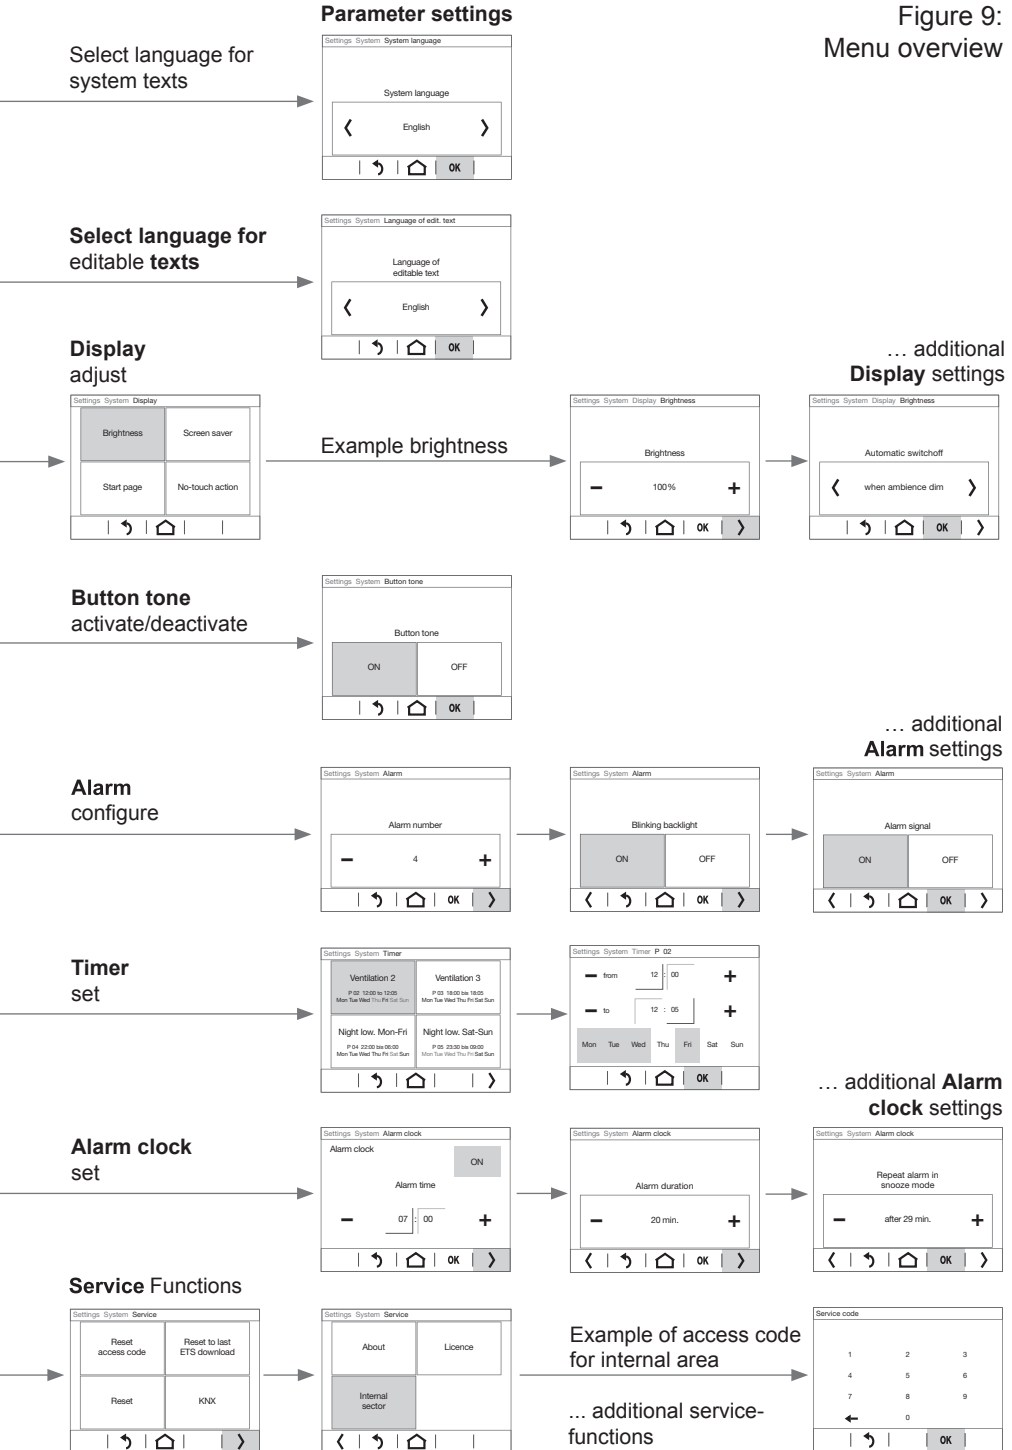 Parameter settings
Figure 9:
Menu overview
Select language for
system texts
Settings System System language
System language
English
OK
Select language for
editable texts
Settings System Language of edit. text
Language of
editable text
English
OK
Display
adjust
Settings System Display
Brightness Screen saver
Start page No-touch action
Example brightness
… additional
Display settings
Settings System Display Brightness
Brightness
100%
OK
Settings System Display Brightness
Automatic switchoff
when ambience dim
OK
Button tone
activate/deactivate
Settings System Button tone
Button tone
ON OFF
OK
… additional
Alarm settings
Alarm
configure
Settings System Alarm
Alarm number
− 4 +
OK
Settings System Alarm
Blinking backlight
ON OFF
OK
Settings System Alarm
Alarm signal
ON OFF
OK
Timer
set
Settings System Timer
Ventilation 2
P 02 12:00 to 12:05
Mon Tue Wed Thu Fri Sat Sun
Ventilation 3
P 03 18:00 bis 18:05
Mon Tue Wed Thu Fri Sat Sun
Night low. Mon-Fri
P 04 22:00 bis 06:00
Mon Tue Wed Thu Fri Sat Sun
Night low. Sat-Sun
P 05 23:30 bis 09:00
Mon Tue Wed Thu Fri Sat Sun
Settings System Timer P 02
− from 12 : 00 +
− to 12 : 05 +
Mon Tue Wed Thu Fri Sat Sun
OK
… additional Alarm
clock settings
Alarm clock
set
Settings System Alarm clock
Alarm clock
ON
Alarm time
− 07 : 00 +
OK
Settings System Alarm clock
Alarm duration
− 20 min. +
OK
Settings System Alarm clock
Repeat alarm in
snooze mode
− after 29 min. +
OK
Service Functions
Settings System Service
Reset
access code
Reset to last
ETS download
Reset KNX
Settings System Service
About Licence
Internal
sector
Example of access code
for internal area
... additional service-
functions
Service code
1 2 3
4 5 6
7 8 9
0
OK